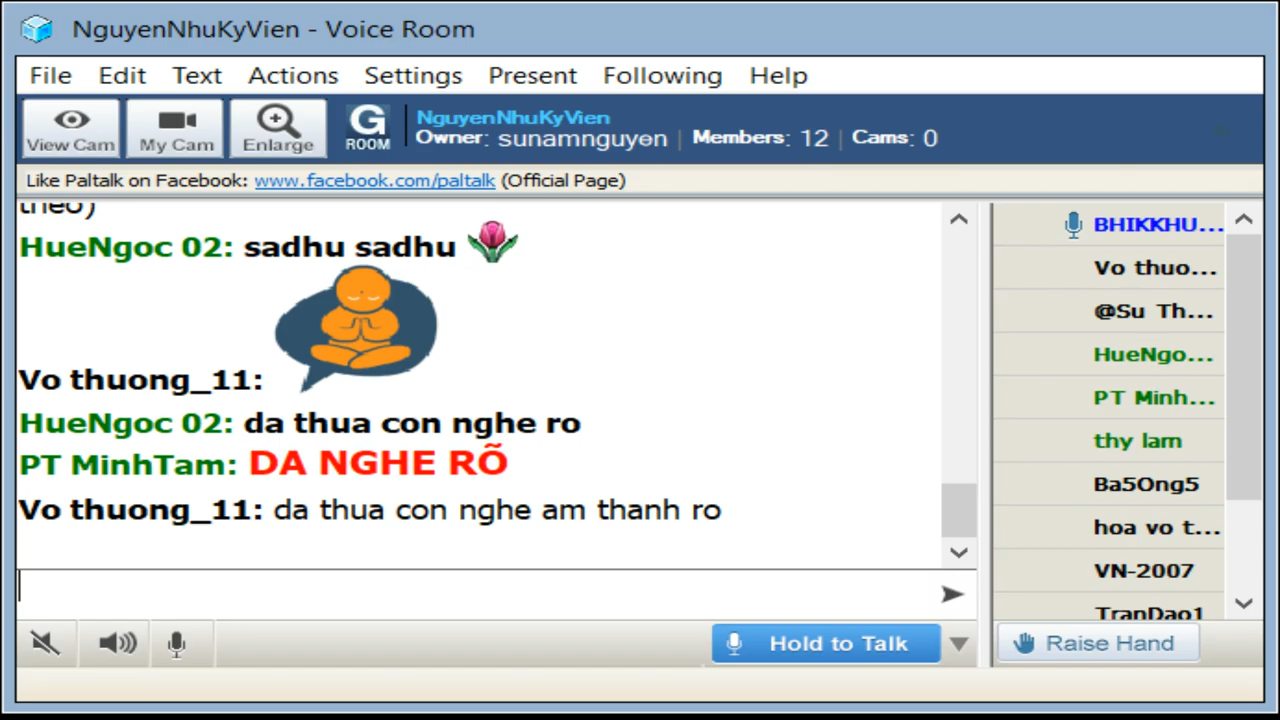 NguyenNhuKyVien - Voice Room
File Edit Text Actions Settings Present Following Help
View Cam My Cam Enlarge
G
ROOM
NguyenNhuKyVien
Owner: sunamnguyen | Members: 12 | Cams: 0
Like Paltalk on Facebook: www.facebook.com/paltalk (Official Page)
theo)
HueNgoc 02: sadhu sadhu
Vo thuong_11:
HueNgoc 02: da thua con nghe ro
PT MinhTam: DA NGHE RÕ
Vo thuong_11: da thua con nghe am thanh ro
Hold to Talk
BHIKKHU...
Vo thuo...
@Su Th...
HueNgo...
PT Minh...
thy lam
Ba5Ong5
hoa vo t...
VN-2007
TranDao1
Raise Hand